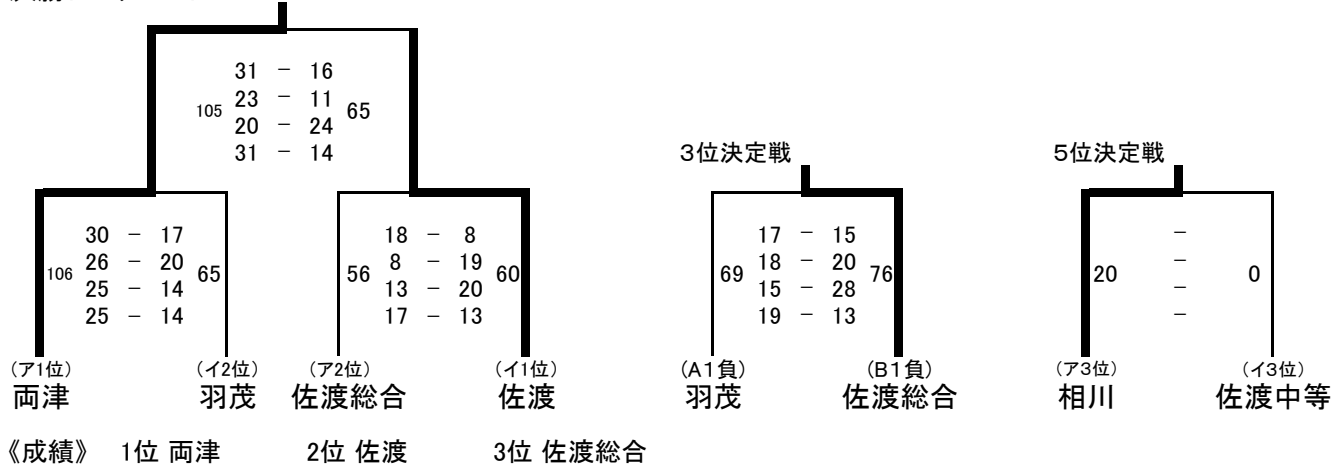 31 － 16
105 23 － 11 65
20 － 24
31 － 14
3位決定戦 5位決定戦
30 － 17 18 － 8 17 － 15 －
106 26 － 20 65 56 8 － 19 60 69 18 － 20 76 20 － 0
25 － 14 13 － 20 15 － 28 －
25 － 14 17 － 13 19 － 13 －
(ア1位) (イ2位) (ア2位) (イ1位) (A1負) (B1負) (ア3位) (イ3位)
両津 羽茂 佐渡総合 佐渡 羽茂 佐渡総合 相川 佐渡中等
《成績》 1位 両津 2位 佐渡 3位 佐渡総合